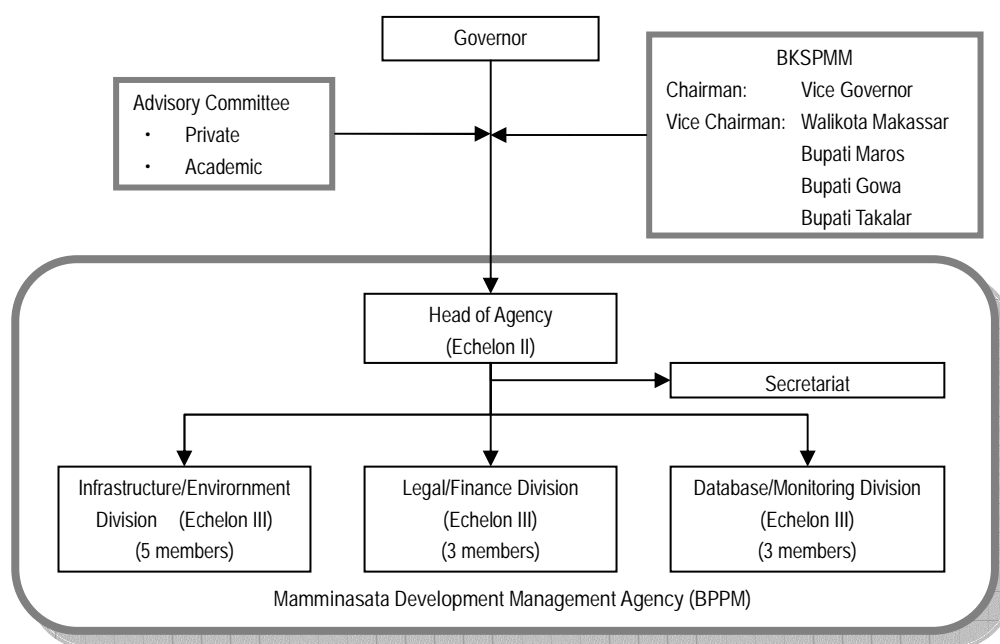 Governor
Advisory Committee
・ Private
・ Academic
BKSPMM
Chairman: Vice Governor
Vice Chairman: Walikota Makassar
Bupati Maros
Bupati Gowa
Bupati Takalar
Head of Agency
(Echelon II)
Secretariat
Infrastructure/Envirornment
Division (Echelon III)
(5 members)
Legal/Finance Division
(Echelon III)
(3 members)
Database/Monitoring Division
(Echelon III)
(3 members)
Mamminasata Development Management Agency (BPPM)